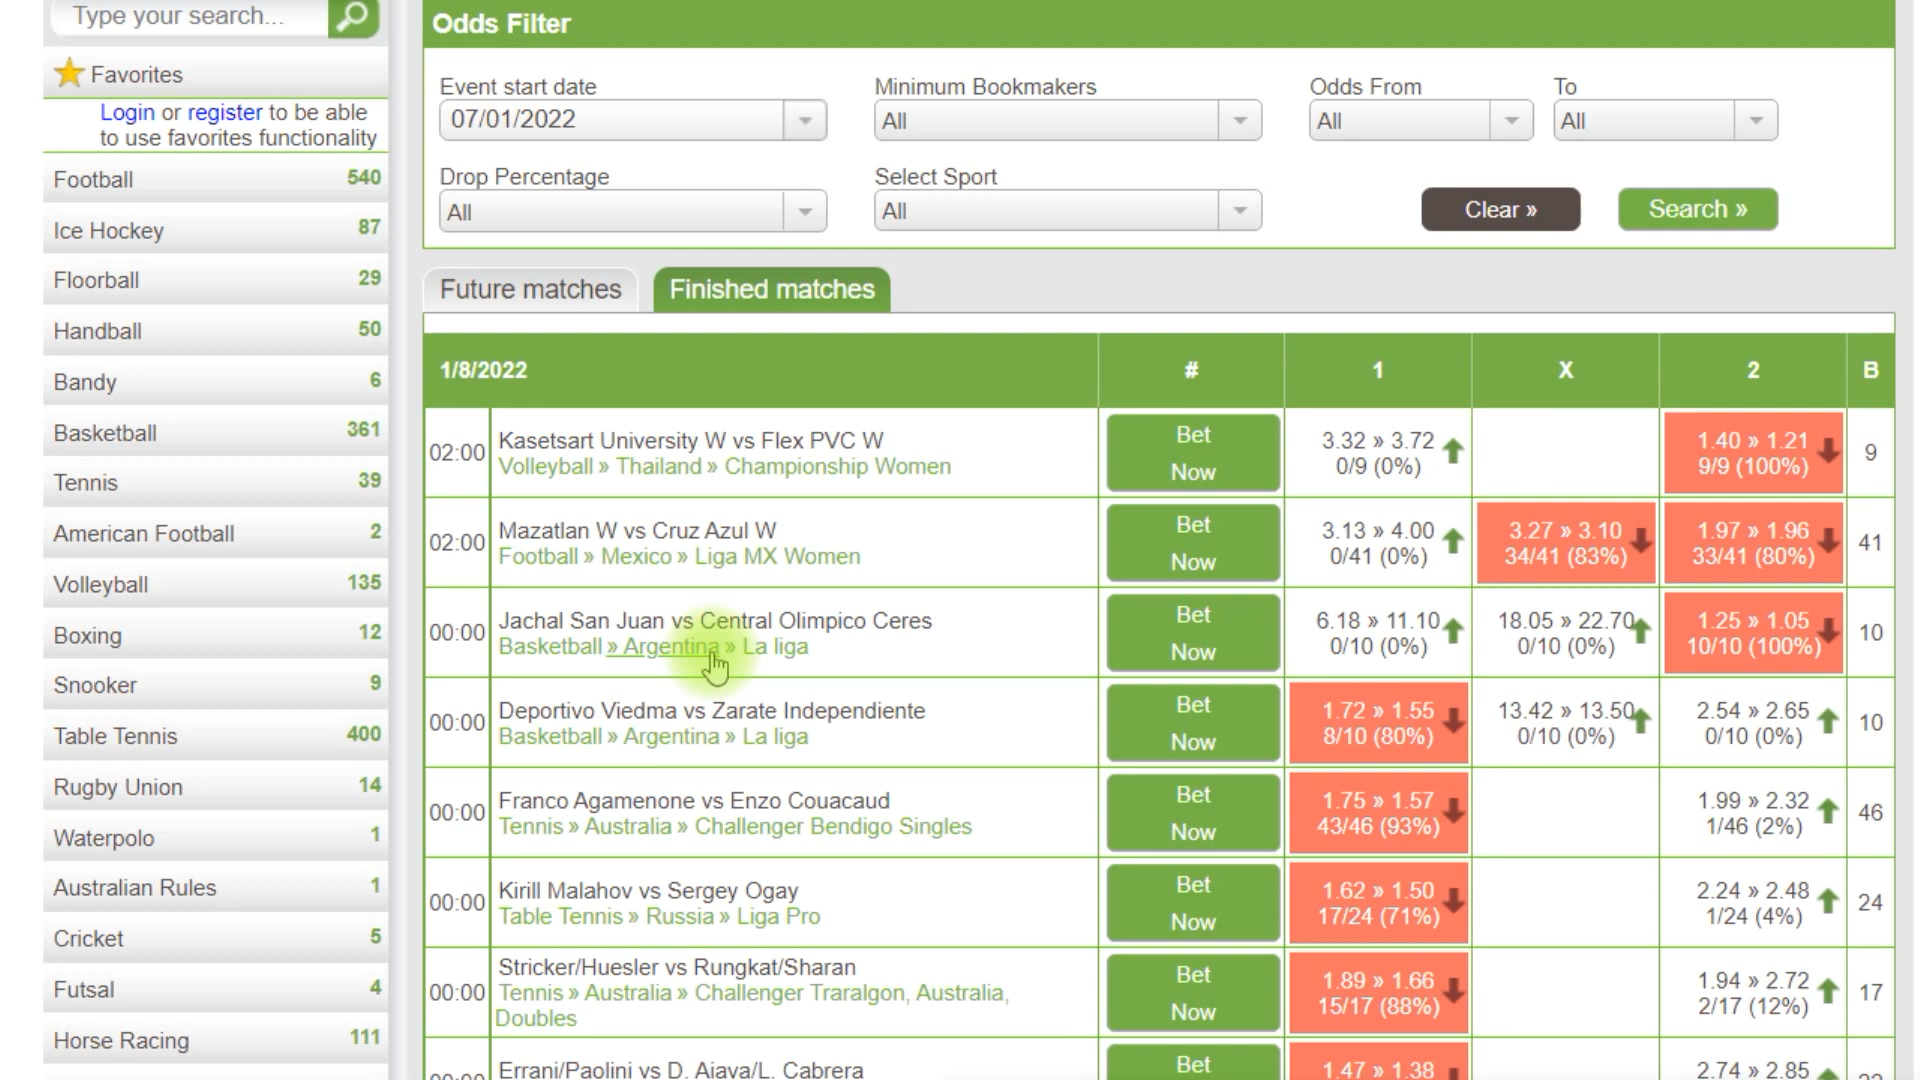 Type your search...
Favorites
Login or register to be able
to use favorites functionality
Football 540
Ice Hockey 87
Floorball 29
Handball 50
Bandy 6
Basketball 361
Tennis 39
American Football 2
Volleyball 135
Boxing 12
Snooker 9
Table Tennis 400
Rugby Union 14
Waterpolo 1
Australian Rules 1
Cricket 5
Futsal 4
Horse Racing 111
Odds Filter
Event start date Minimum Bookmakers Odds From To
07/01/2022 All All All
Drop Percentage Select Sport
All All Clear » Search »
Future matches Finished matches
1/8/2022 # 1 X 2 B
02:00 Kasetsart University W vs Flex PVC W
Volleyball » Thailand » Championship Women
Bet
Now
3.32 » 3.72
0/9 (0%)
1.40 » 1.21
9/9 (100%)
9
02:00 Mazatlan W vs Cruz Azul W
Football » Mexico » Liga MX Women
Bet
Now
3.13 » 4.00
0/41 (0%)
3.27 » 3.10
34/41 (83%)
1.97 » 1.96
33/41 (80%)
41
00:00 Jachal San Juan vs Central Olimpico Ceres
Basketball » Argentina » La liga
Bet
Now
6.18 » 11.10
0/10 (0%)
18.05 » 22.70
0/10 (0%)
1.25 » 1.05
10/10 (100%)
10
00:00 Deportivo Viedma vs Zarate Independiente
Basketball » Argentina » La liga
Bet
Now
1.72 » 1.55
8/10 (80%)
13.42 » 13.50
0/10 (0%)
2.54 » 2.65
0/10 (0%)
10
00:00 Franco Agamenone vs Enzo Couacaud
Tennis » Australia » Challenger Bendigo Singles
Bet
Now
1.75 » 1.57
43/46 (93%)
1.99 » 2.32
1/46 (2%)
46
00:00 Kirill Malahov vs Sergey Ogay
Table Tennis » Russia » Liga Pro
Bet
Now
1.62 » 1.50
17/24 (71%)
2.24 » 2.48
1/24 (4%)
24
00:00 Stricker/Huesler vs Rungkat/Sharan
Tennis » Australia » Challenger Traralgon, Australia,
Doubles
Bet
Now
1.89 » 1.66
15/17 (88%)
1.94 » 2.72
2/17 (12%)
17
Errani/Paolini vs D. Aiava/L. Cabrera
Bet
1.47 » 1.38
2.74 » 2.85